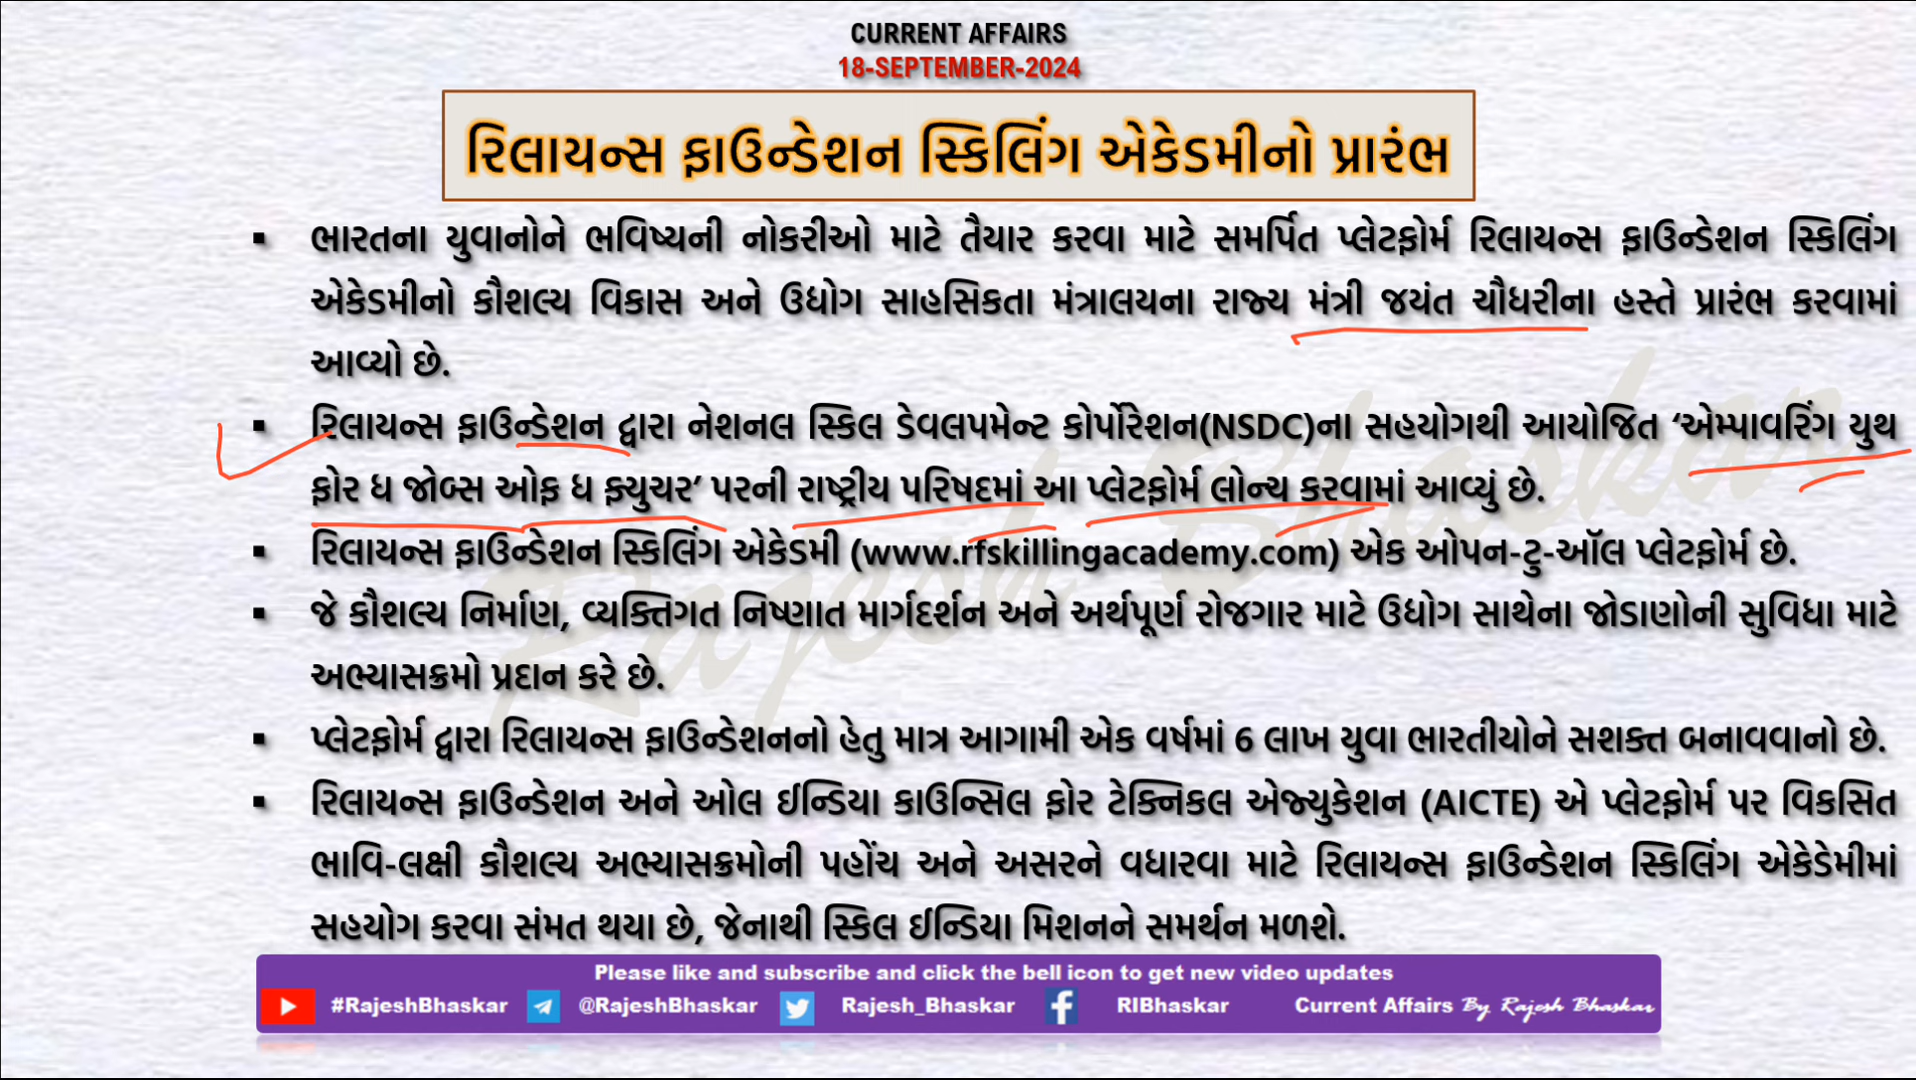 CURRENT AFFAIRS
18-SEPTEMBER-2024
રિલાયન્સ ફાઉન્ડેશન સ્કિલિંગ એકેડમીનો પ્રારંભ
▪ ભારતના યુવાનોને ભવિષ્યની નોકરીઓ માટે તૈયાર કરવા માટે સમર્પિત પ્લેટફોર્મ રિલાયન્સ ફાઉન્ડેશન સ્કિલિંગ
એકેડમીનો કૌશલ્ય વિકાસ અને ઉદ્યોગ સાહસિકતા મંત્રાલયના રાજ્ય મંત્રી જયંત ચૌધરીના હસ્તે પ્રારંભ કરવામાં
આવ્યો છે.
▪ રિલાયન્સ ફાઉન્ડેશન દ્વારા નેશનલ સ્કિલ ડેવલપમેન્ટ કોર્પોરેશન(NSDC)ના સહયોગથી આયોજિત ‘એમ્પાવરિંગ યુથ
ફોર ધ જોબ્સ ઓફ ધ ફ્યુચર’ પરની રાષ્ટ્રીય પરિષદમાં આ પ્લેટફોર્મ લોન્ચ કરવામાં આવ્યું છે.
▪ રિલાયન્સ ફાઉન્ડેશન સ્કિલિંગ એકેડમી (www.rfskillingacademy.com) એક ઓપન-ટુ-ઑલ પ્લેટફોર્મ છે.
▪ જે કૌશલ્ય નિર્માણ, વ્યક્તિગત નિષ્ણાત માર્ગદર્શન અને અર્થપૂર્ણ રોજગાર માટે ઉદ્યોગ સાથેના જોડાણોની સુવિધા માટે
અભ્યાસક્રમો પ્રદાન કરે છે.
▪ પ્લેટફોર્મ દ્વારા રિલાયન્સ ફાઉન્ડેશનનો હેતુ માત્ર આગામી એક વર્ષમાં 6 લાખ યુવા ભારતીયોને સશક્ત બનાવવાનો છે.
▪ રિલાયન્સ ફાઉન્ડેશન અને ઓલ ઈન્ડિયા કાઉન્સિલ ફોર ટેક્નિકલ એજ્યુકેશન (AICTE) એ પ્લેટફોર્મ પર વિકસિત
ભાવિ-લક્ષી કૌશલ્ય અભ્યાસક્રમોની પહોંચ અને અસરને વધારવા માટે રિલાયન્સ ફાઉન્ડેશન સ્કિલિંગ એકેડેમીમાં
સહયોગ કરવા સંમત થયા છે, જેનાથી સ્કિલ ઈન્ડિયા મિશનને સમર્થન મળશે.
Rajesh Bhaskar
Please like and subscribe and click the bell icon to get new video updates
#RajeshBhaskar @RajeshBhaskar Rajesh_Bhaskar RIBhaskar Current Affairs By Rajesh Bhaskar